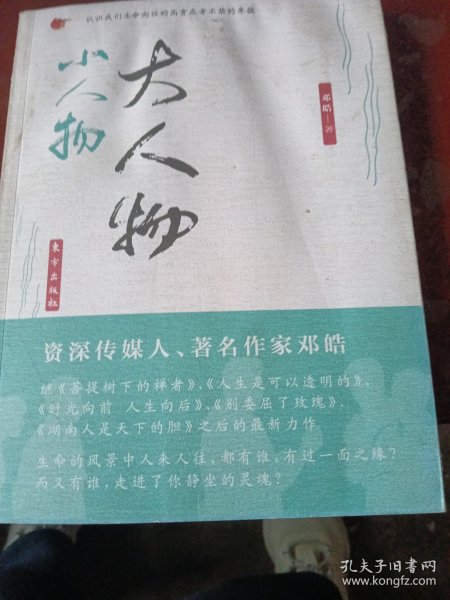 认识我们生命向往的高贵或者不惜的卑微
大人物
小人物
邓皓 著
東方出版社
资深传媒人、著名作家邓皓
继《菩提树下的禅者》、《人生是可以透明的》、
《时光向前 人生向后》、《别委屈了玫瑰》、
《湖南人是天下的胆》之后的最新力作
生命的风景中人来人往，都有谁，有过一面之缘？
而又有谁，走进了你静坐的灵魂？
孔夫子旧书网
www.kongfz.com